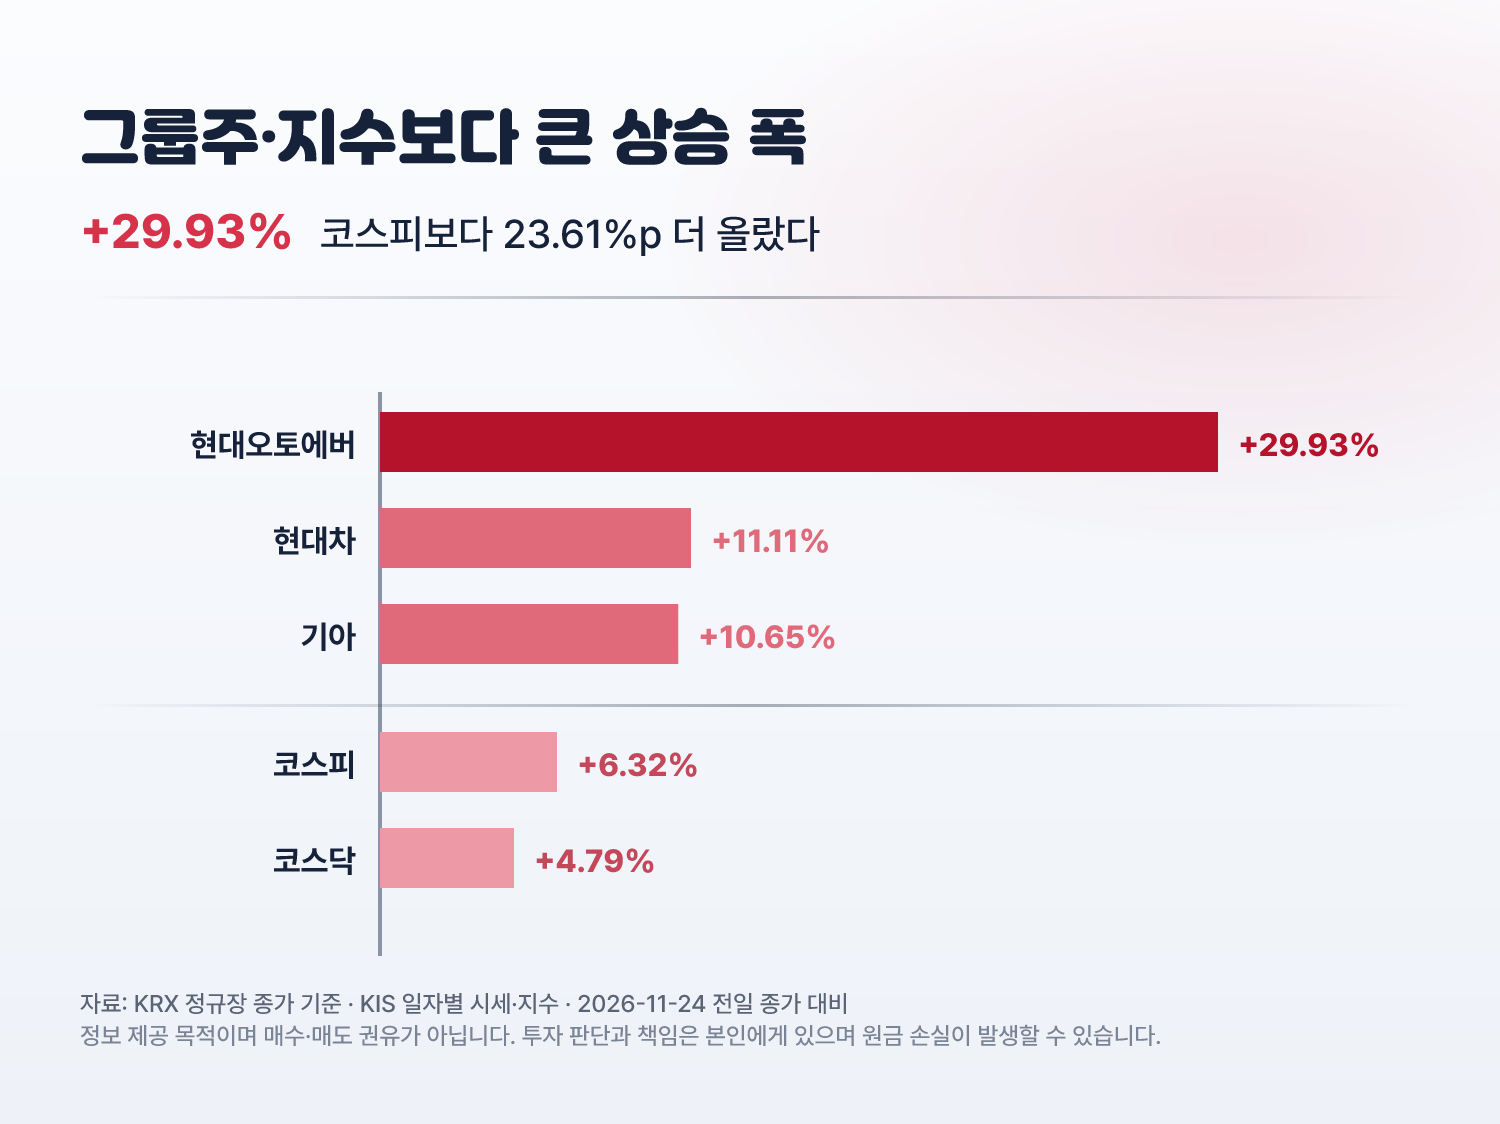 그룹주·지수보다 큰 상승 폭
+29.93% 코스피보다 23.61%p 더 올랐다
현대오토에버 +29.93%
현대차 +11.11%
기아 +10.65%
코스피 +6.32%
코스닥 +4.79%
자료: KRX 정규장 종가 기준 · KIS 일자별 시세·지수 · 2026-11-24 전일 종가 대비
정보 제공 목적이며 매수·매도 권유가 아닙니다. 투자 판단과 책임은 본인에게 있으며 원금 손실이 발생할 수 있습니다.